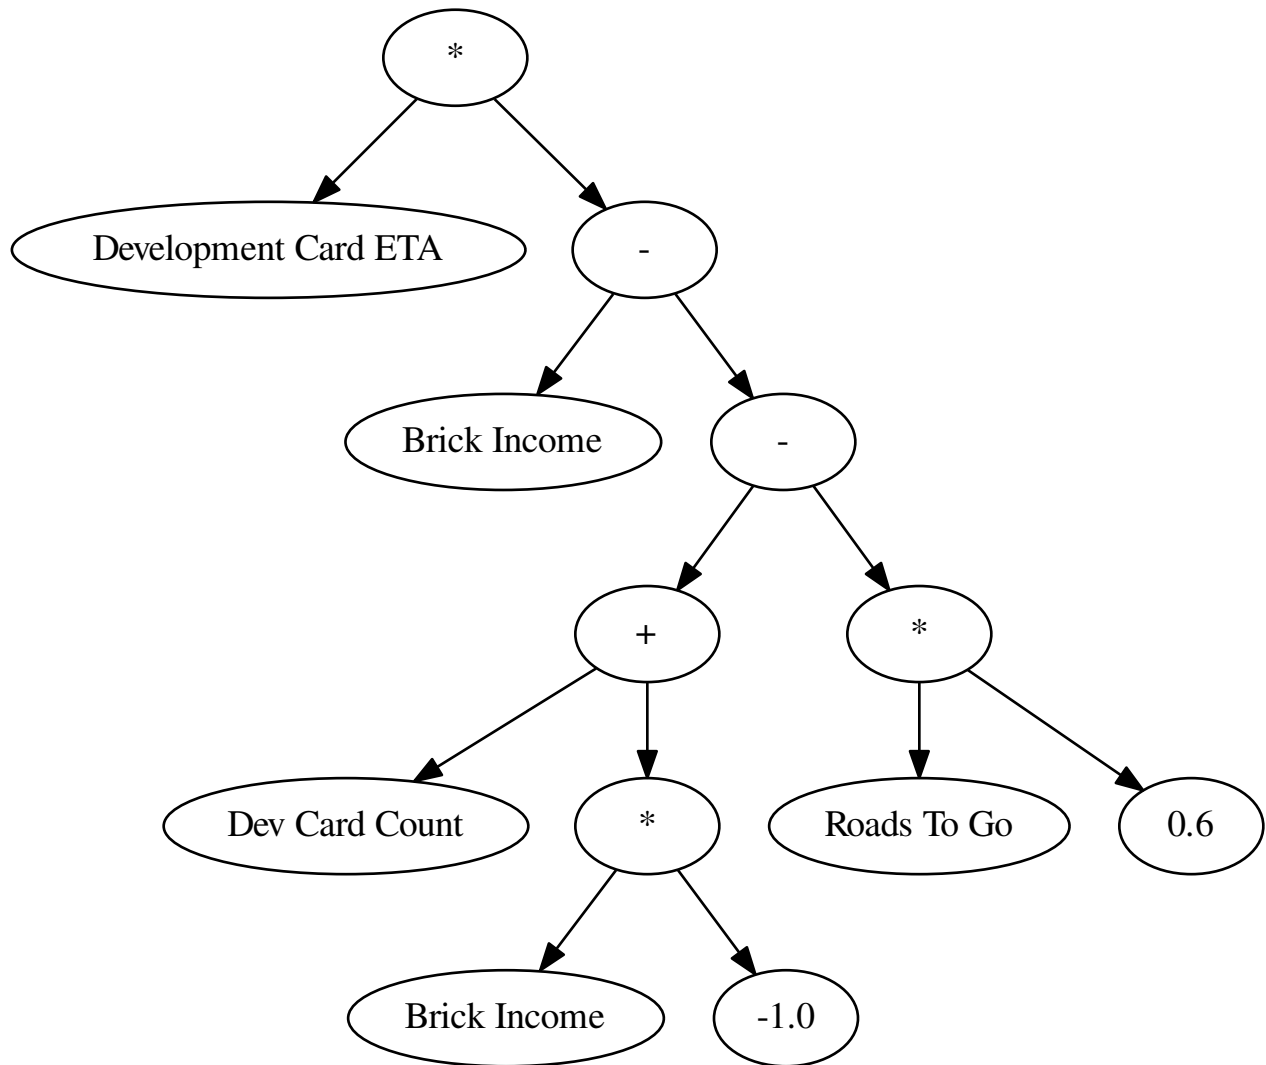 *
Development Card ETA
-
Brick Income
-
+
*
Dev Card Count
*
Roads To Go
0.6
Brick Income
-1.0